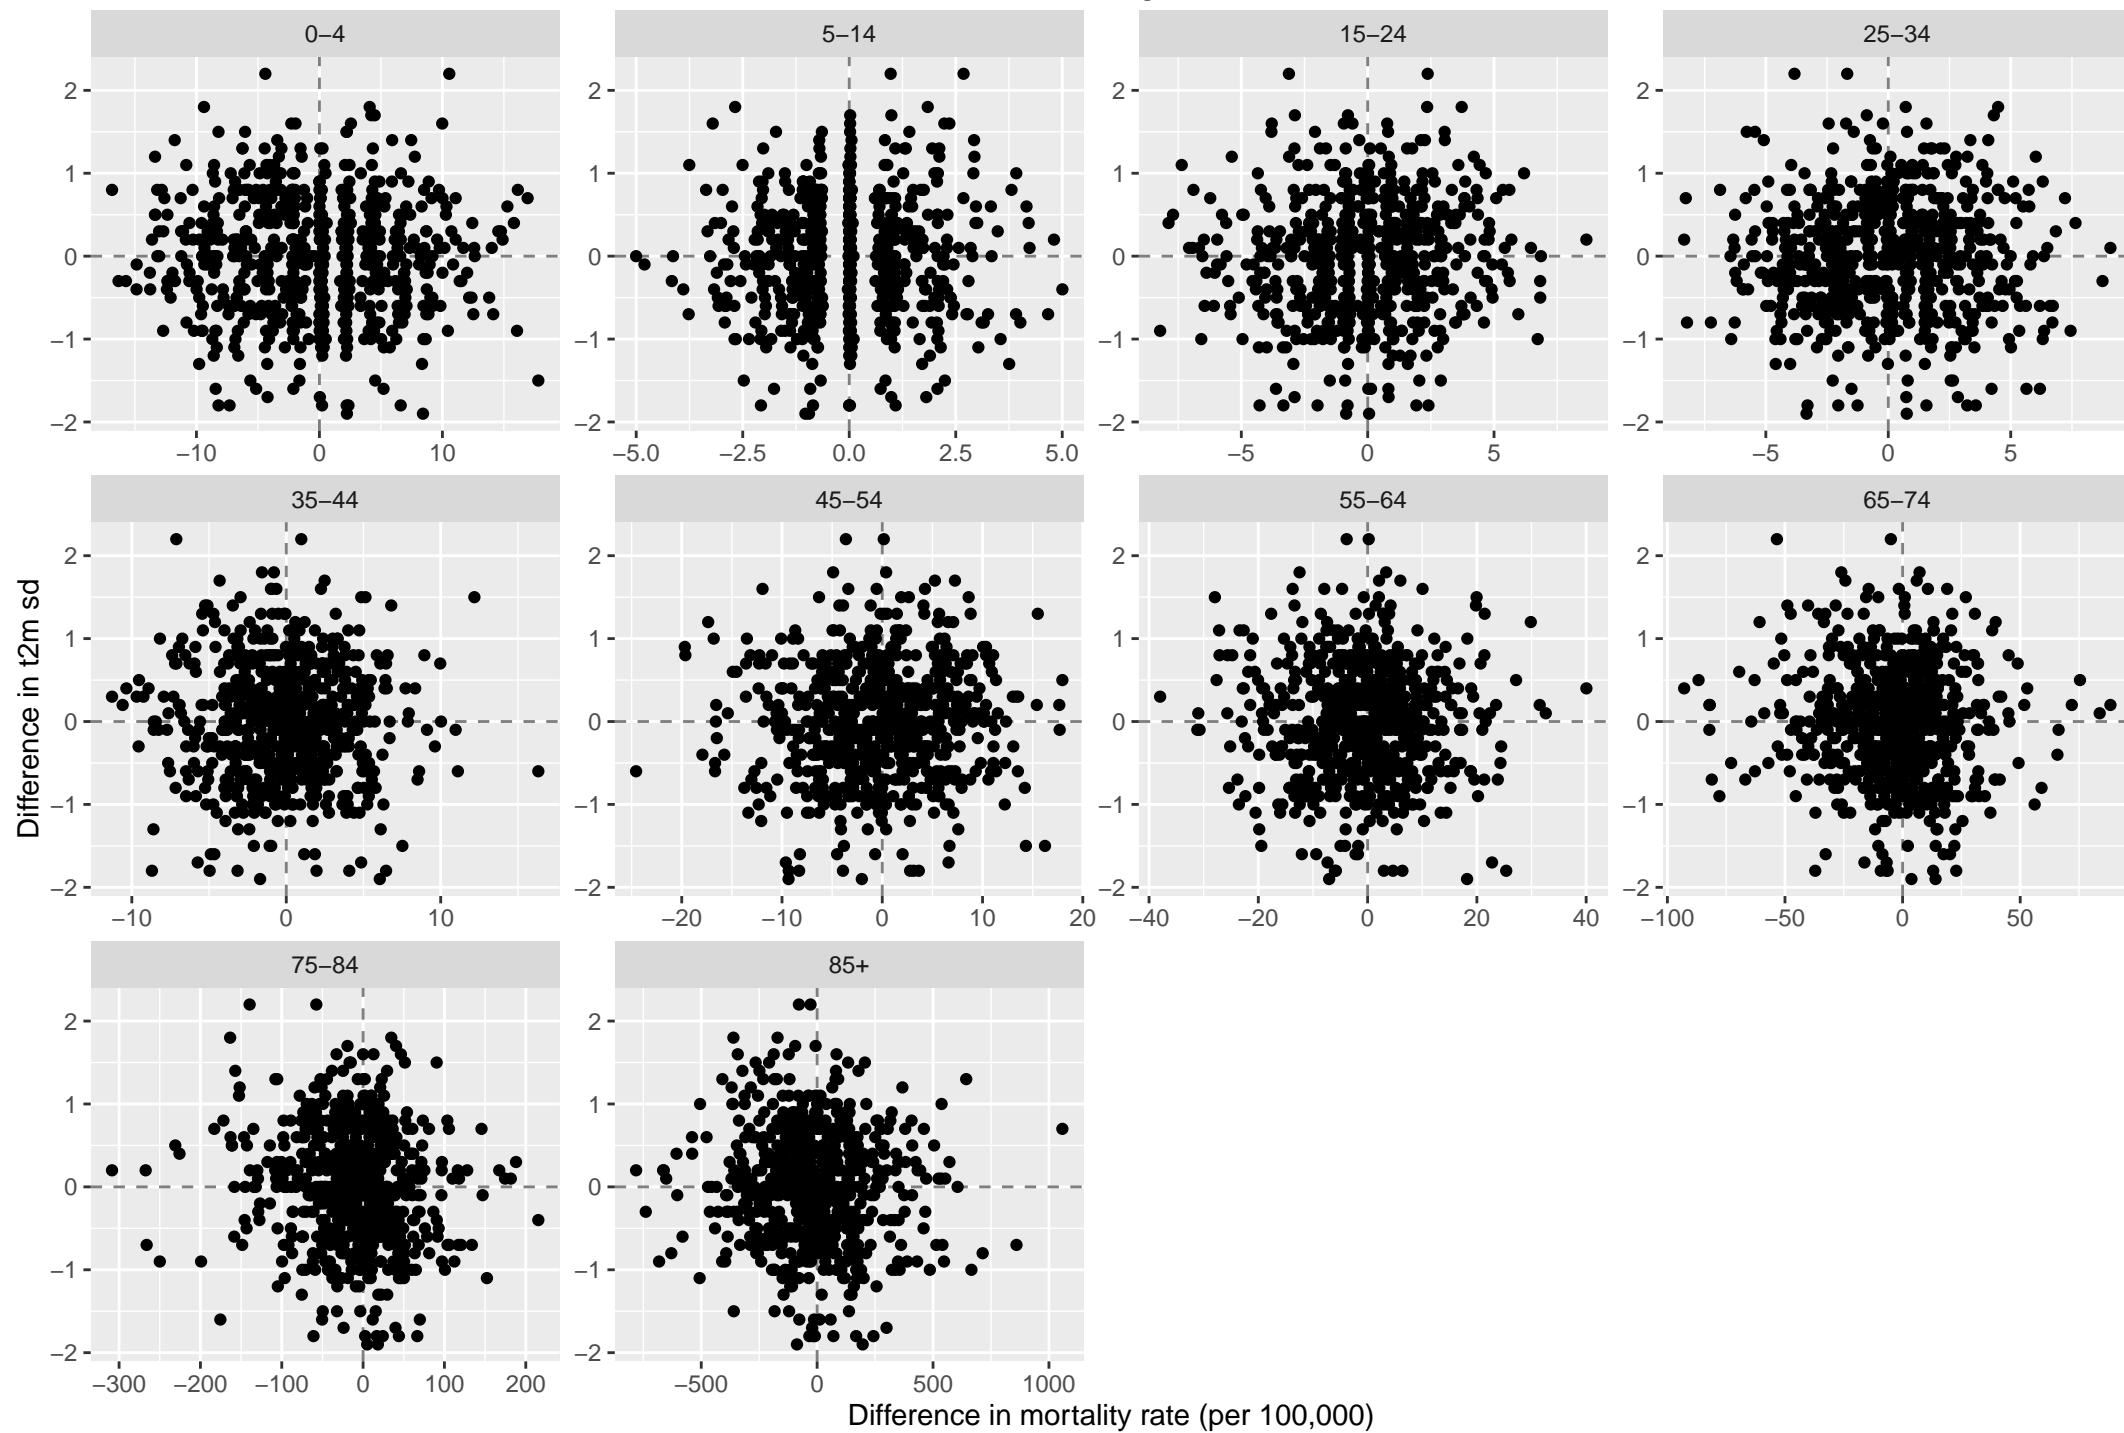 0−4 5−14 15−24 25−34
2 2 2 2
1 1 1 1
0 0 0 0
−1 −1 −1 −1
−2 −2 −2 −2
−10 0 10 −5.0 −2.5 0.0 2.5 5.0 −5 0 5 −5 0 5
35−44 45−54 55−64 65−74
2 2 2 2
1 1 1 1
0 0 0 0
−1 −1 −1 −1
−2 −2 −2 −2
−10 0 10 −20 −10 0 10 20 −40 −20 0 20 40 −100 −50 0 50
Difference in t2m sd
75−84 85+
2 2
1 1
0 0
−1 −1
−2 −2
−300 −200 −100 0 100 200 −500 0 500 1000
Difference in mortality rate (per 100,000)